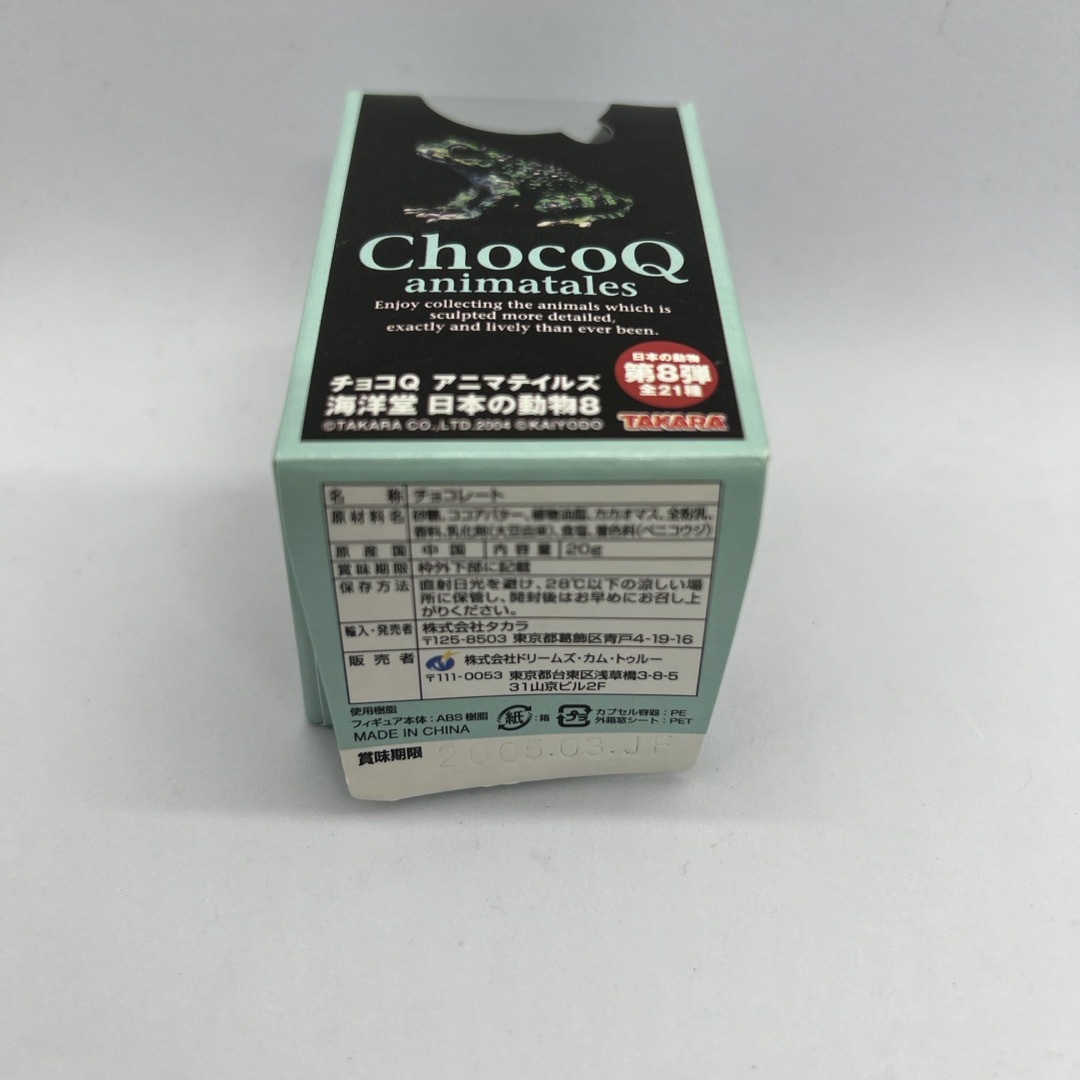 ChocoQ
animatales
Enjoy collecting the animals which is
sculpted more detailed,
exactly and lively than ever been.
日本の動物
第8弾
全21種
チョコQ アニマテイルズ
海洋堂 日本の動物8
TAKARA
©TAKARA CO.,LTD.2004 ©KAIYODO
名称 チョコレート
原材料名 砂糖、ココアバター、植物油脂、カカオマス、全粉乳、
香料、乳化剤(大豆由来)、食塩、着色料(ベニコウジ)
原産国 中国 内容量 20g
賞味期限 枠外下部に記載
保存方法 直射日光を避け、28℃以下の涼しい場
所に保管し、開封後はお早めにお召し上
がりください。
輸入・発売者 株式会社タカラ
〒125-8503 東京都葛飾区青戸4-19-16
販売者 株式会社ドリームズ・カム・トゥルー
〒111-0053 東京都台東区浅草橋3-8-5
31山京ビル2F
使用樹脂
フィギュア本体:ABS樹脂
MADE IN CHINA
紙:箱
プラ
カプセル容器:PE
外箱窓シート:PET
賞味期限 2005.03.JF